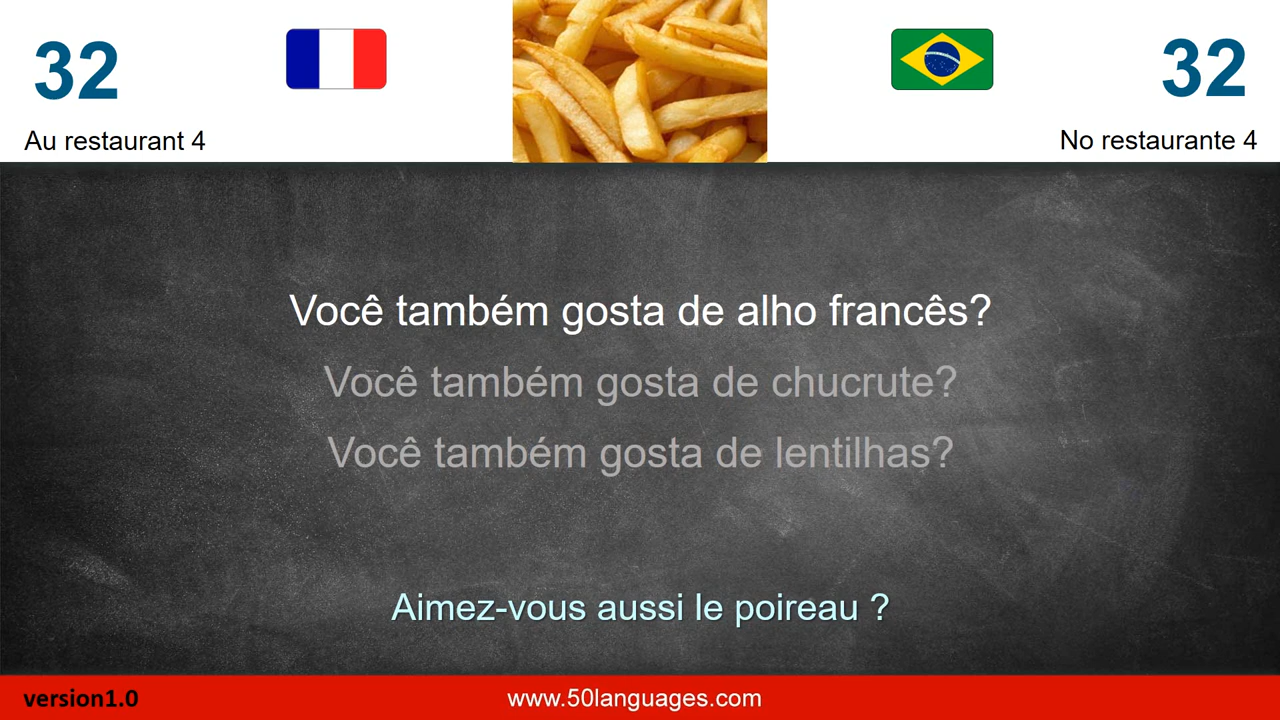 32
32
Au restaurant 4
No restaurante 4
Você também gosta de alho francês?
Você também gosta de chucrute?
Você também gosta de lentilhas?
Aimez-vous aussi le poireau ?
version1.0
www.50languages.com